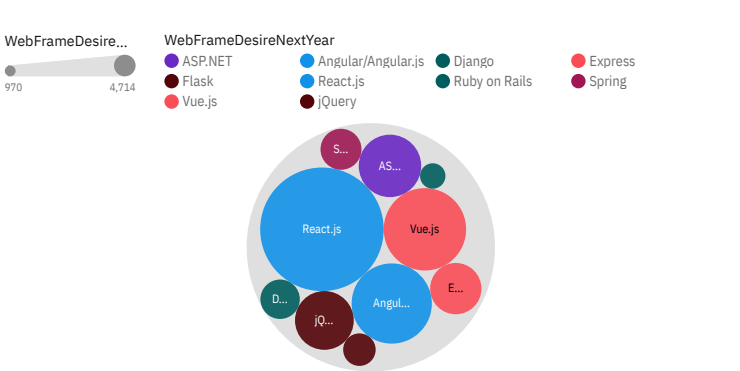 WebFrameDesire...
970
4,714
WebFrameDesireNextYear
ASP.NET
Angular/Angular.js
Django
Express
Flask
React.js
Ruby on Rails
Spring
Vue.js
jQuery
S...
AS...
React.js
Vue.js
D...
jQ...
Angul...
E...